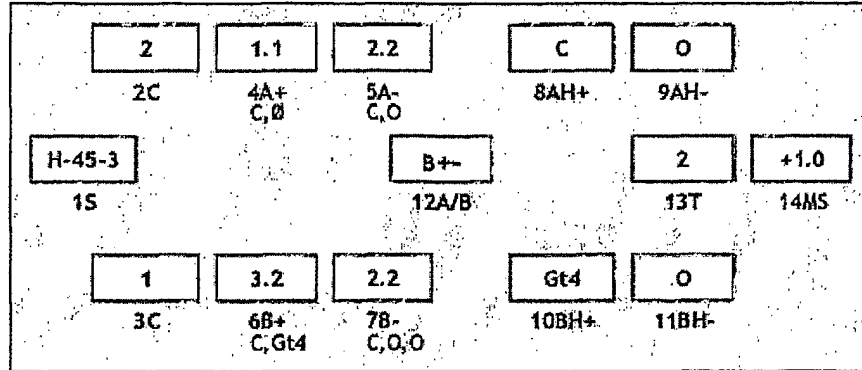 2 1.1 2.2 C O
2C 4A+ 5A- 8AH+ 9AH-
C,Ø C,O
H-45-3 B+- 2 +1.0
1S 12A/B 13T 14MS
1 3.2 2.2 Gt4 O
3C 6B+ 7B- 10BH+ 11BH-
C,Gt4 C,O,O